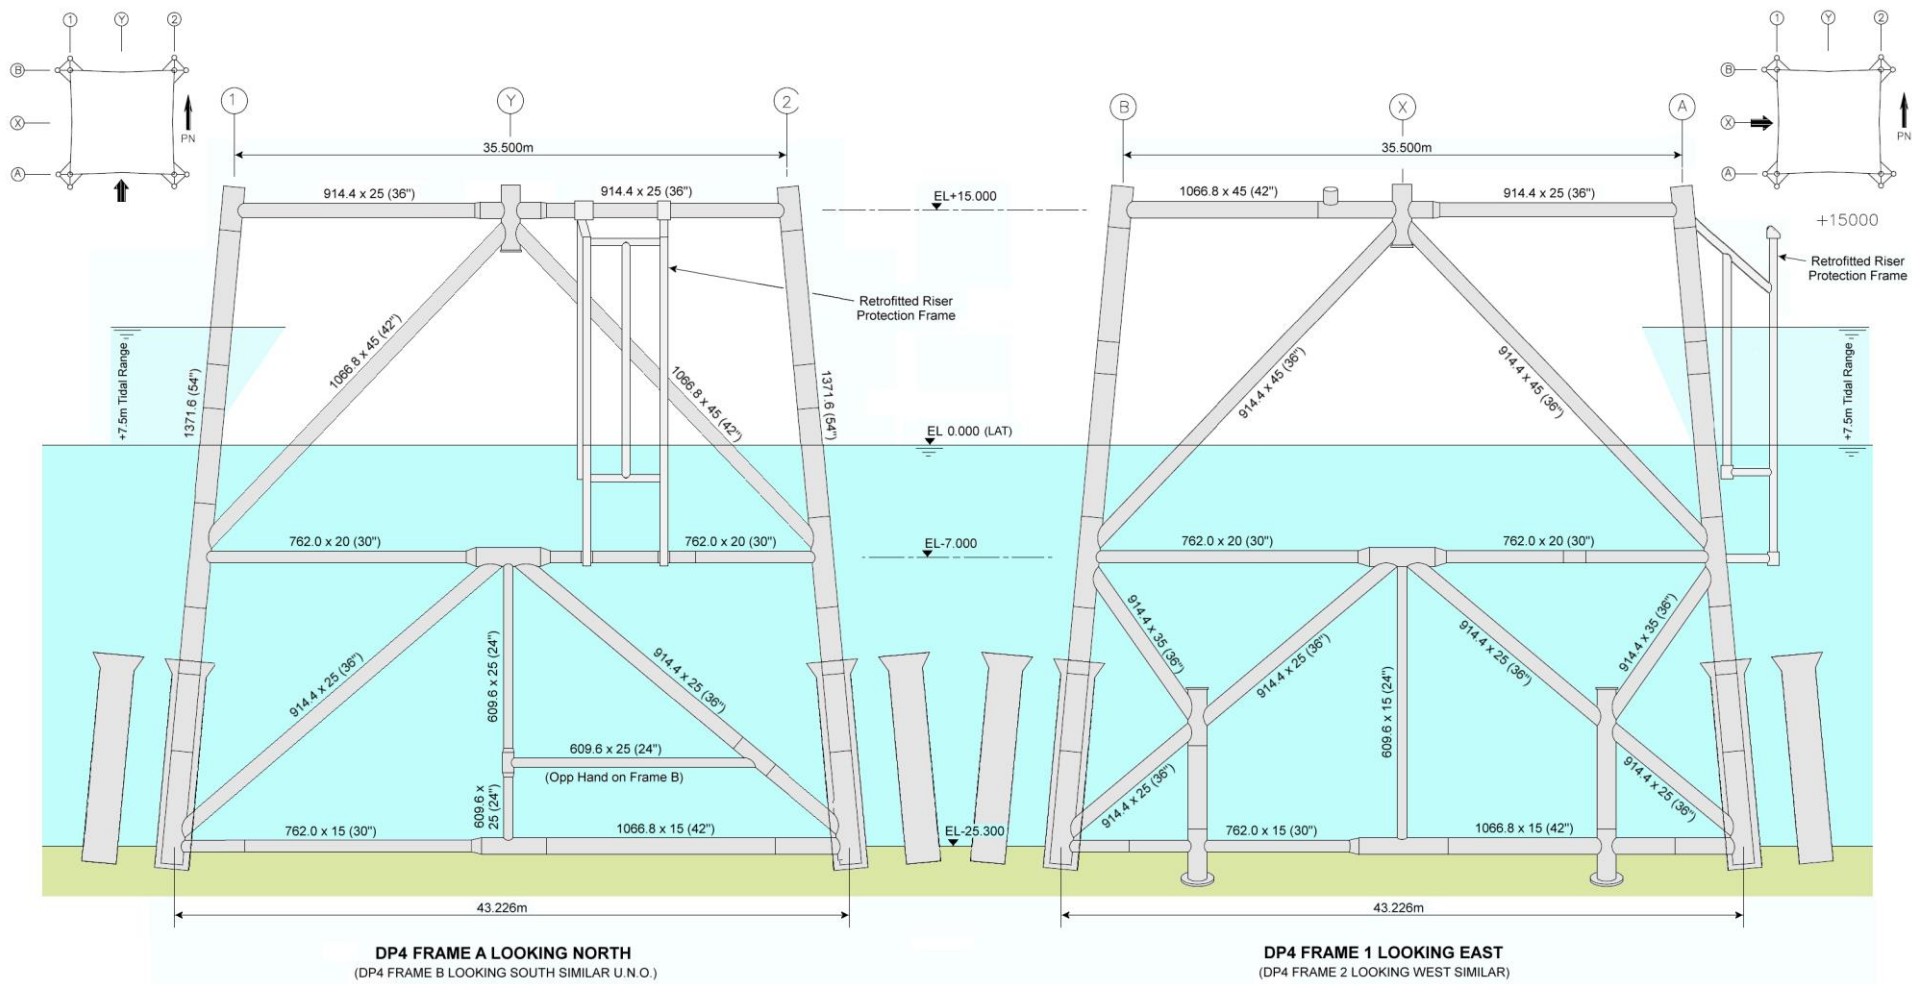 1
Y
2
B
X
A
PN
1
Y
2
B
X
A
PN
1
Y
2
35.500m
914.4 x 25 (36")
914.4 x 25 (36")
EL+15.000
Retrofitted Riser
Protection Frame
+7.5m Tidal Range
1371.6 (54")
1066.8 x 45 (42")
1066.8 x 45 (42")
1371.6 (54")
EL 0.000 (LAT)
762.0 x 20 (30")
762.0 x 20 (30")
EL-7.000
914.4 x 25 (36")
609.6 x 25 (24")
914.4 x 25 (36")
609.6 x 25 (24")
(Opp Hand on Frame B)
609.6 x
25 (24")
762.0 x 15 (30")
1066.8 x 15 (42")
EL-25.300
43.226m
DP4 FRAME A LOOKING NORTH
(DP4 FRAME B LOOKING SOUTH SIMILAR U.N.O.)
B
X
A
35.500m
1066.8 x 45 (42")
914.4 x 25 (36")
+15000
Retrofitted Riser
Protection Frame
914.4 x 45 (36")
914.4 x 45 (36")
+7.5m Tidal Range
762.0 x 20 (30")
762.0 x 20 (30")
914.4 x 35 (36")
914.4 x 25 (36")
914.4 x 25 (36")
914.4 x 35 (36")
609.6 x 15 (24")
914.4 x 25 (36")
914.4 x 25 (36")
762.0 x 15 (30")
1066.8 x 15 (42")
43.226m
DP4 FRAME 1 LOOKING EAST
(DP4 FRAME 2 LOOKING WEST SIMILAR)